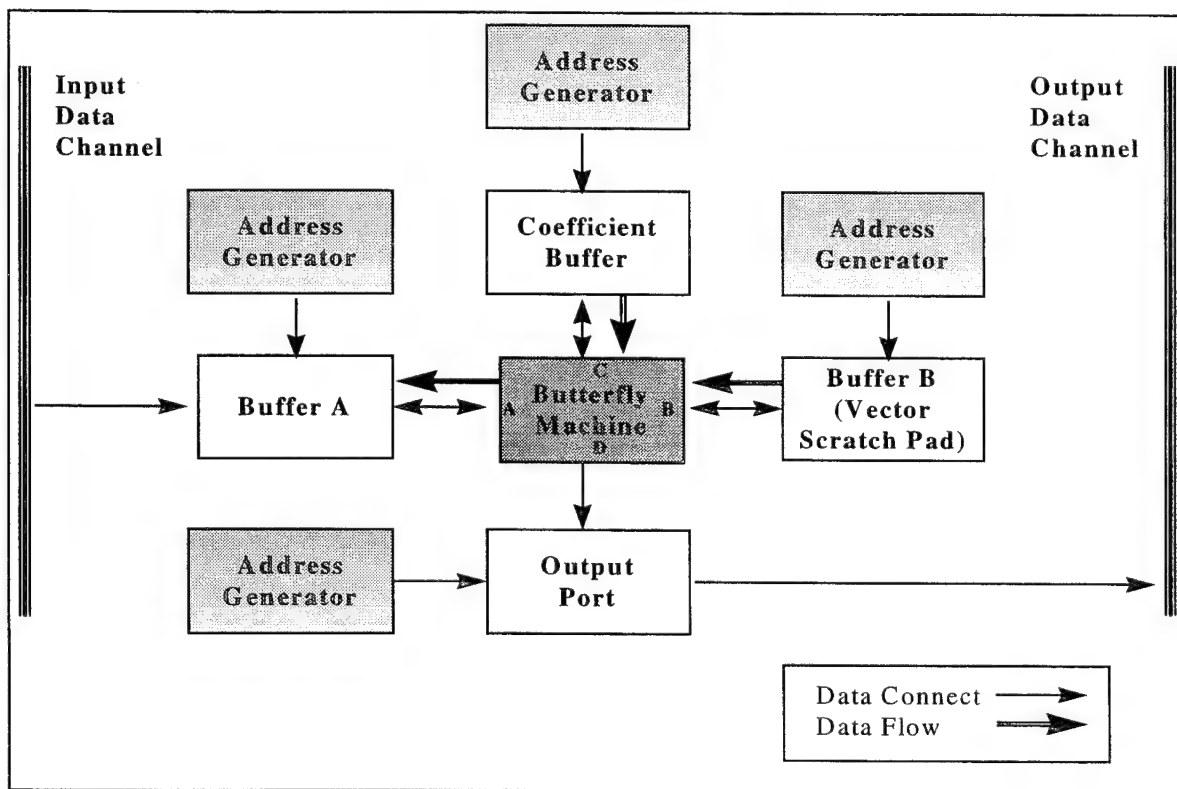 Address
Generator
Input
Data
Channel
Output
Data
Channel
Address
Generator
Coefficient
Buffer
Address
Generator
Buffer A
C
Butterfly
A
B
Machine
D
Buffer B
(Vector
Scratch Pad)
Address
Generator
Output
Port
Data Connect
Data Flow